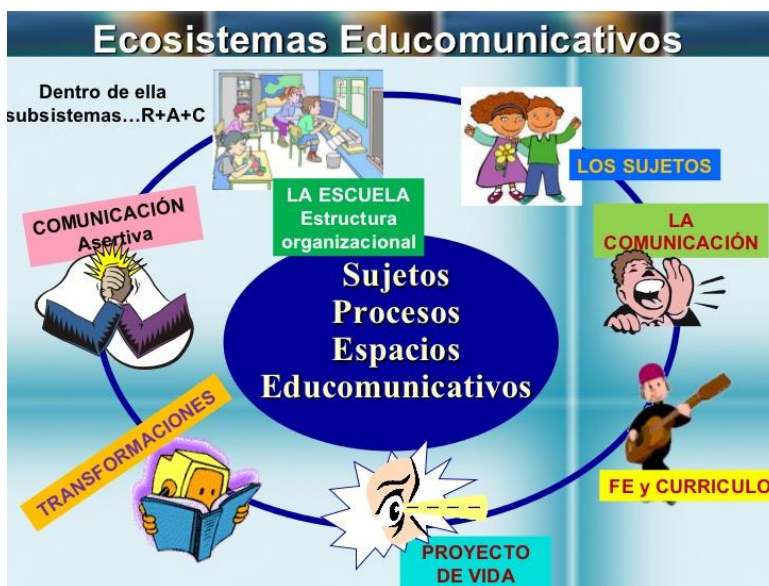 Ecosistemas Educomunicativos
Dentro de ella
subsistemas...R+A+C
LOS SUJETOS
LA ESCUELA
Estructura
organizacional
COMUNICACIÓN
Asertiva
LA
COMUNICACIÓN
Sujetos
Procesos
Espacios
Educomunicativos
TRANSFORMACIONES
FE y CURRICULO
PROYECTO
DE VIDA